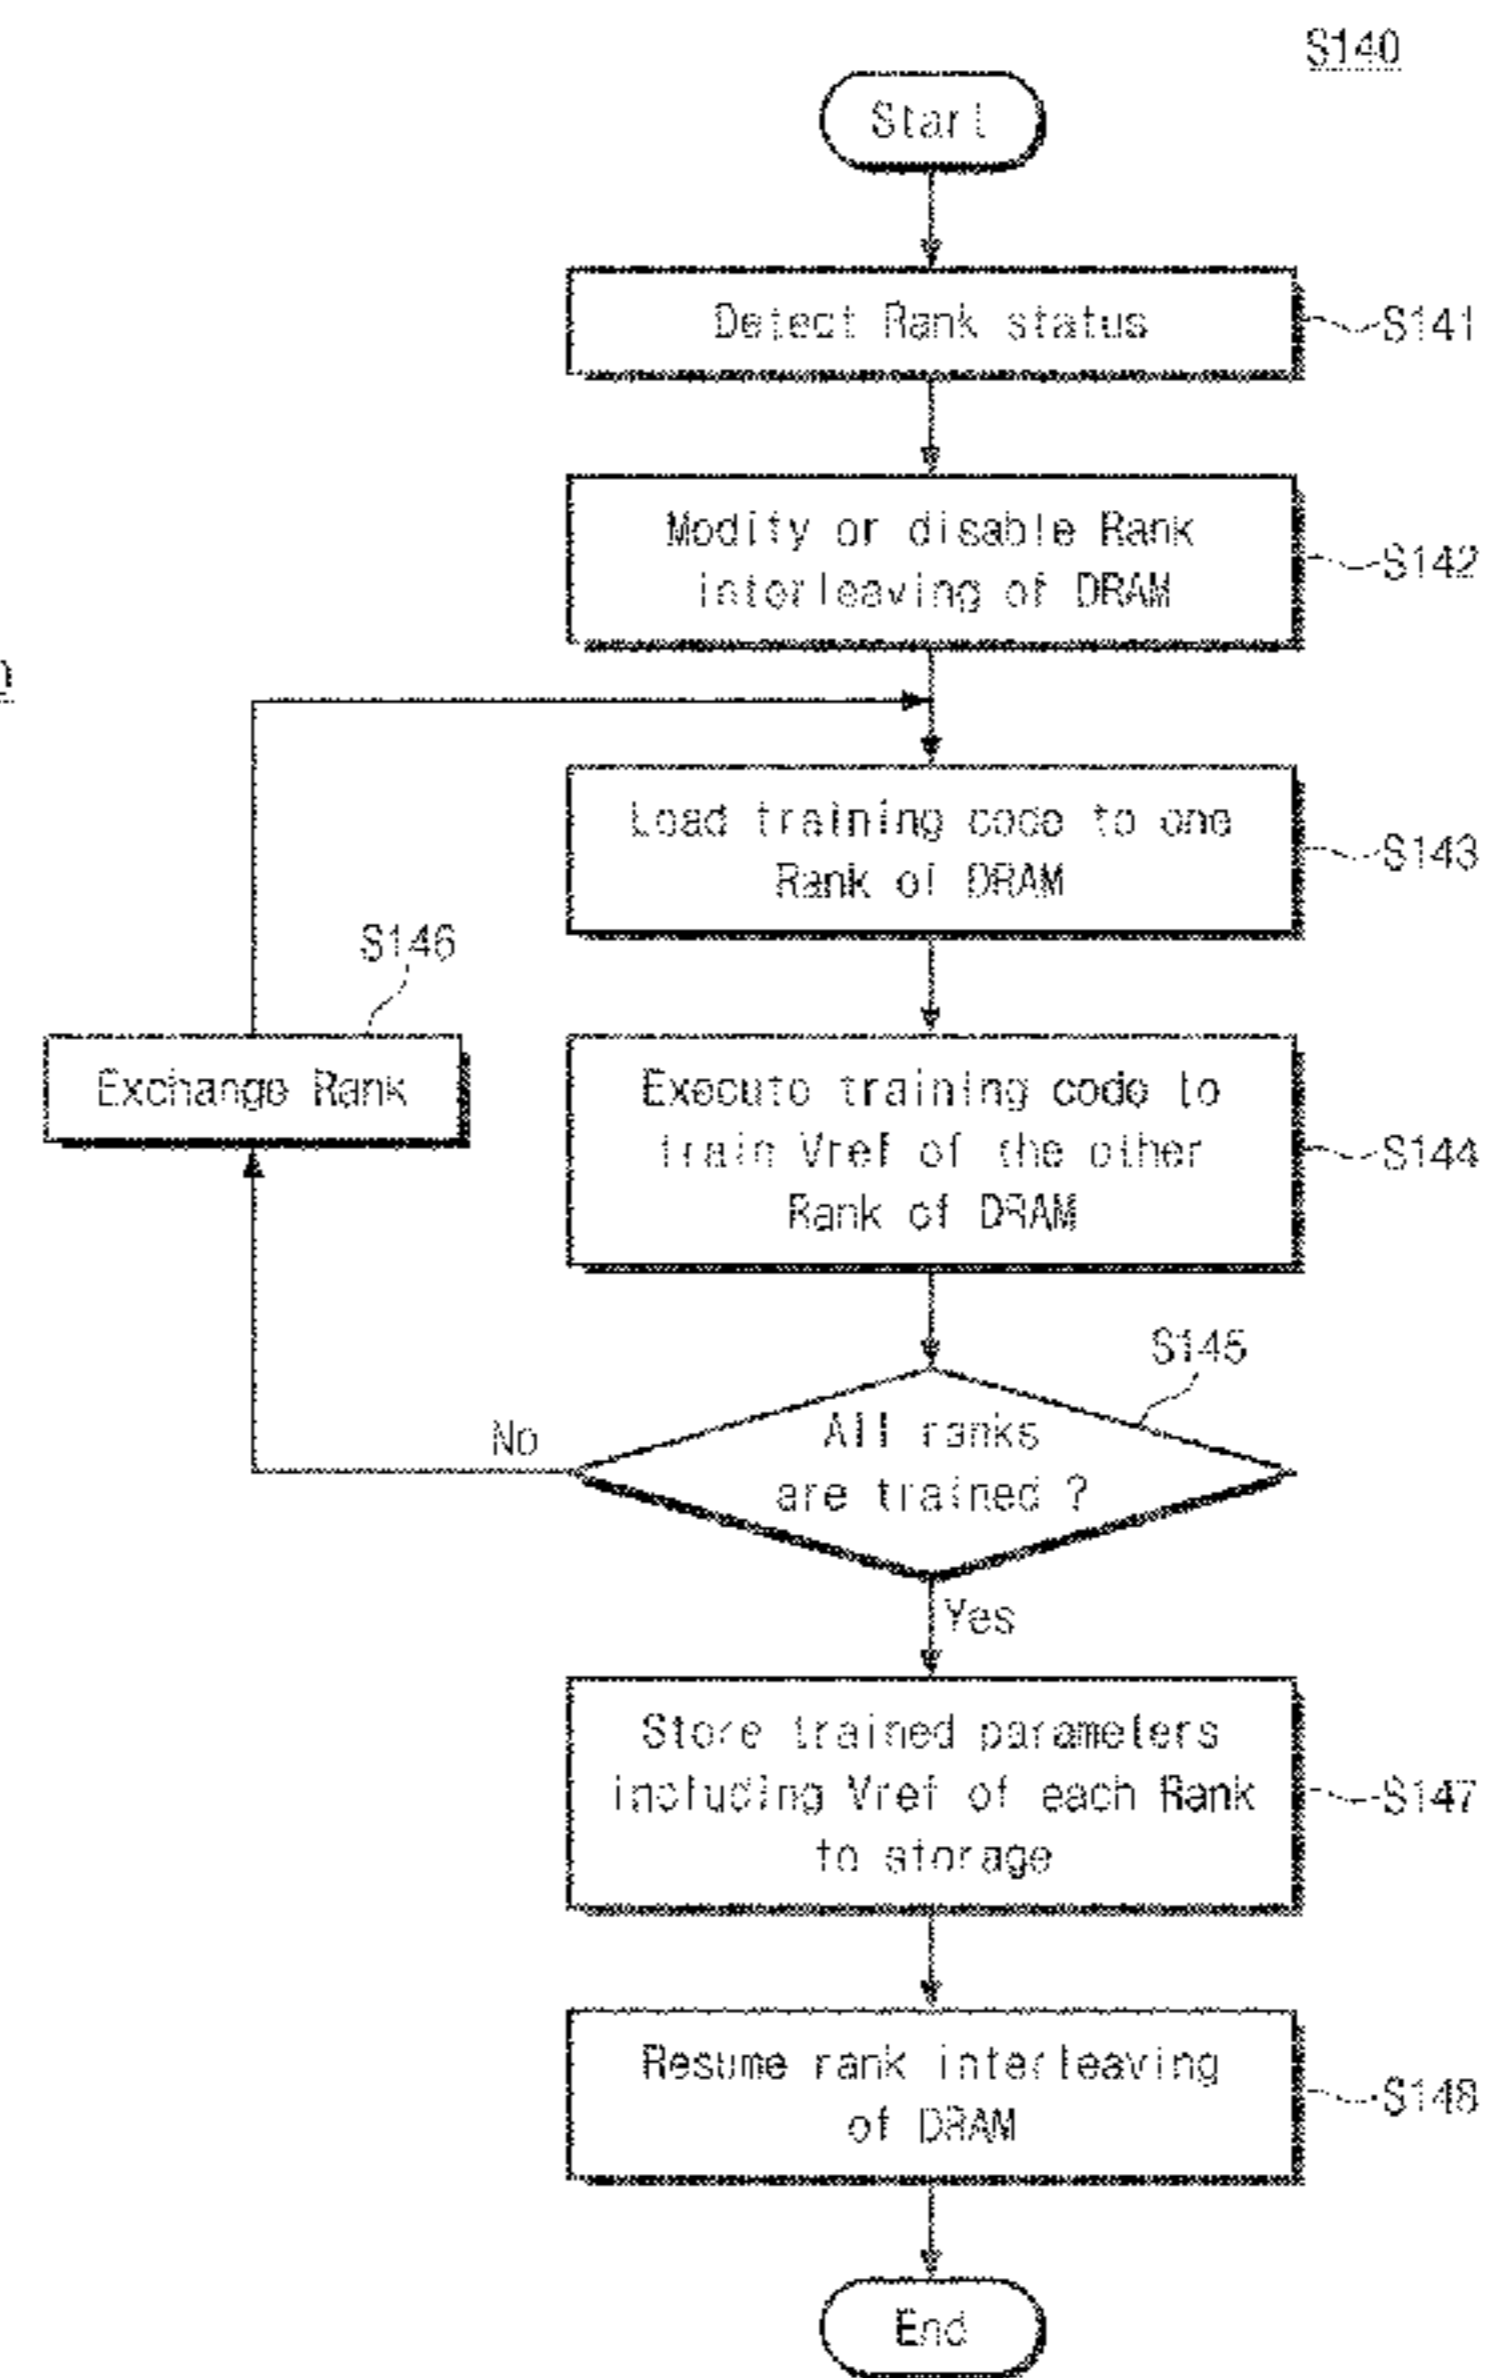 S140
Start
Detect Rank status
S141
Modify or disable Rank
interleaving of DRAM
S142
Load training code to one
Rank of DRAM
S143
S146
Exchange Rank
Execute training code to
train Vref of the other
Rank of DRAM
S144
S145
All ranks
are trained ?
No
Yes
Store trained parameters
including Vref of each Rank
to storage
S147
Resume rank interleaving
of DRAM
S148
End